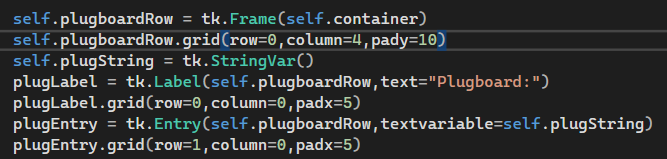 self.plugboardRow = tk.Frame(self.container)
self.plugboardRow.grid(row=0,column=4,pady=10)
self.plugString = tk.StringVar()
plugLabel = tk.Label(self.plugboardRow,text="Plugboard:")
plugLabel.grid(row=0,column=0,padx=5)
plugEntry = tk.Entry(self.plugboardRow,textvariable=self.plugString)
plugEntry.grid(row=1,column=0,padx=5)